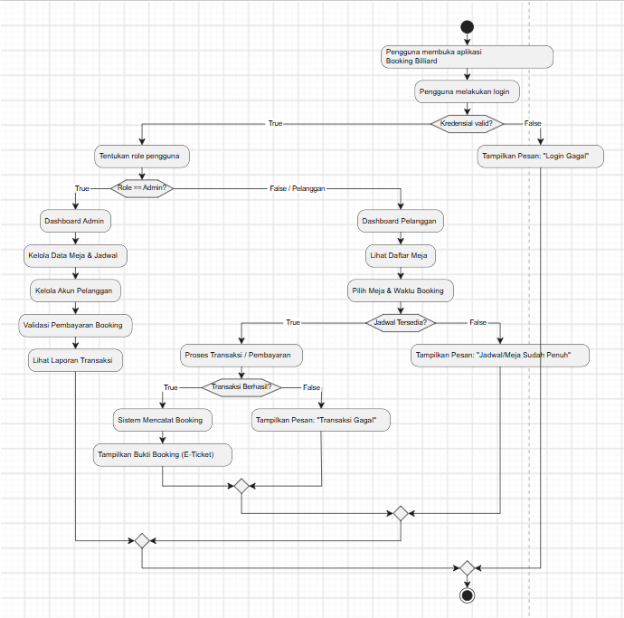 Pengguna membuka aplikasi
Booking Billiard
Pengguna melakukan login
Kredensial valid?
True
False
Tentukan role pengguna
Tampilkan Pesan: "Login Gagal"
Role == Admin?
True
False / Pelanggan
Dashboard Admin
Dashboard Pelanggan
Kelola Data Meja & Jadwal
Lihat Daftar Meja
Kelola Akun Pelanggan
Pilih Meja & Waktu Booking
Validasi Pembayaran Booking
Jadwal Tersedia?
True
False
Lihat Laporan Transaksi
Proses Transaksi / Pembayaran
Tampilkan Pesan: "Jadwal/Meja Sudah Penuh"
Transaksi Berhasil?
True
False
Sistem Mencatat Booking
Tampilkan Pesan: "Transaksi Gagal"
Tampilkan Bukti Booking (E-Ticket)